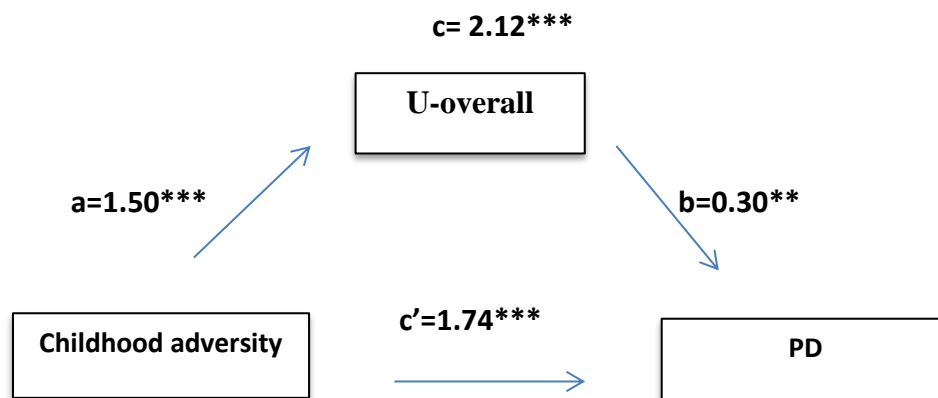 c= 2.12***
U-overall
a=1.50***
b=0.30**
c’=1.74***
Childhood adversity
PD